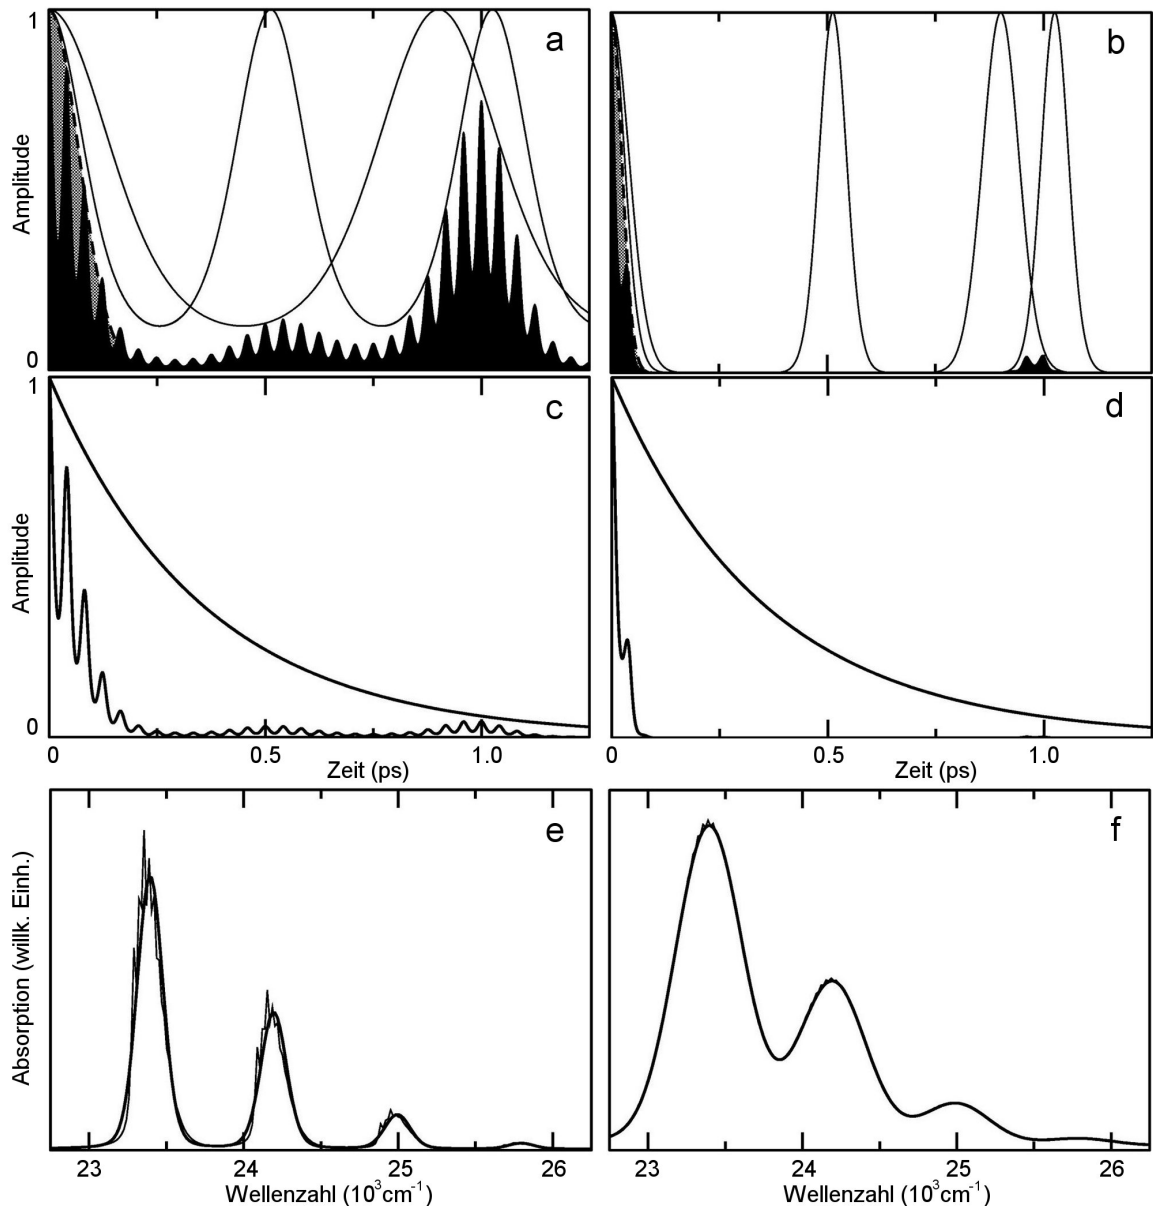 1
a
b
Amplitude
0
1
c
d
Amplitude
0
0 0.5 1.0 0 0.5 1.0
Zeit (ps) Zeit (ps)
e
f
Absorption (willk. Einh.)
23 24 25 26 23 24 25 26
Wellenzahl (10³cm⁻¹) Wellenzahl (10³cm⁻¹)